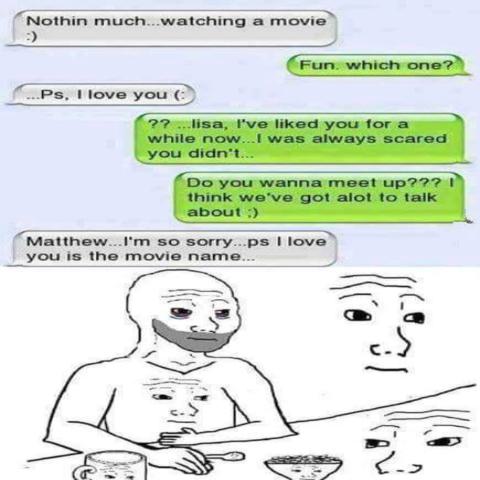 Nothin much...watching a movie
:)
Fun. which one?
...Ps, I love you (:
?? ...lisa, I've liked you for a
while now...I was always scared
you didn't...
Do you wanna meet up??? I
think we've got alot to talk
about ;)
Matthew...I'm so sorry...ps I love
you is the movie name...